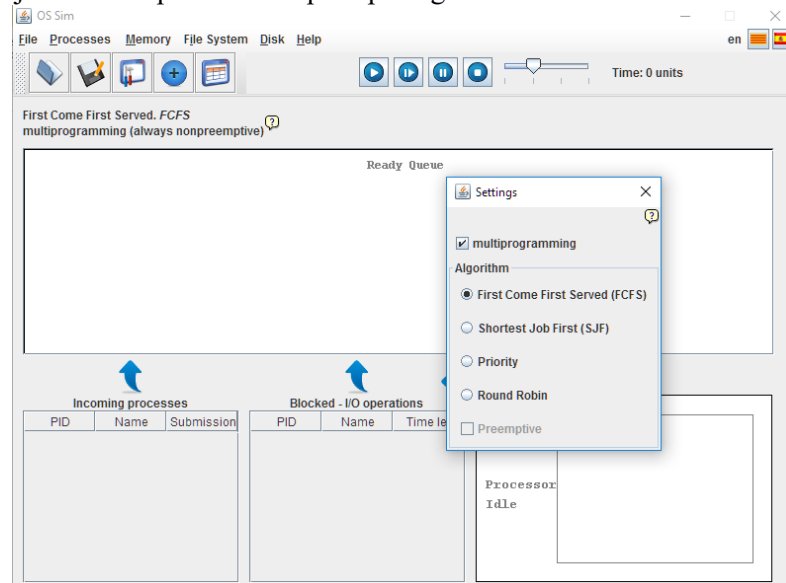 OS Sim
File Processes Memory File System Disk Help
en
Time: 0 units
First Come First Served. FCFS
multiprogramming (always nonpreemptive)
Ready Queue
Settings
multiprogramming
Algorithm
First Come First Served (FCFS)
Shortest Job First (SJF)
Priority
Round Robin
Preemptive
Incoming processes
PID Name Submission
Blocked - I/O operations
PID Name Time le
Processor
Idle